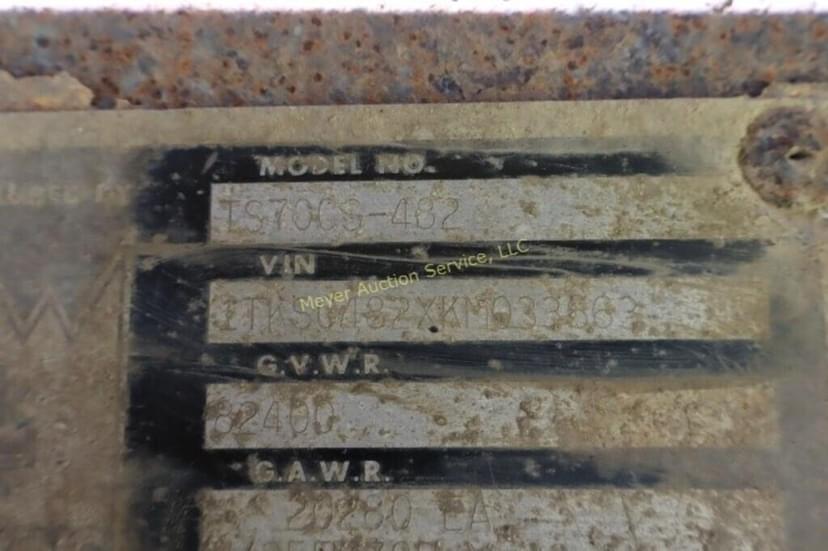 MODEL NO.
TS70CS-482
VIN
1TKS0482XKM033563
G.V.W.R.
82400
G.A.W.R.
20280 EA
Meyer Auction Service, LLC